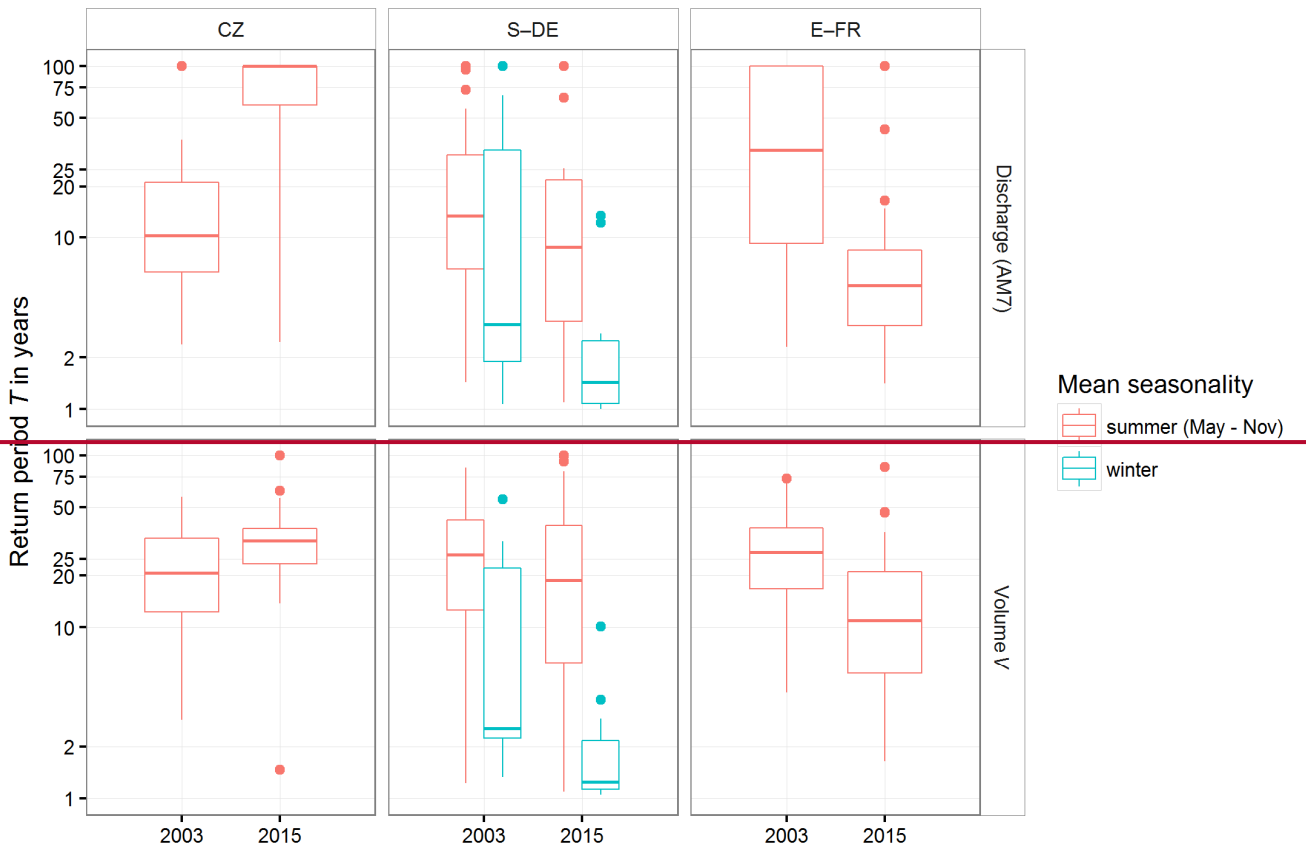 CZ
S–DE
E–FR
100
75
50
25
20
10
2
1
Discharge (AM7)
Return period T in years
100
75
50
25
20
10
2
1
Volume V
2003
2015
2003
2015
2003
2015
Mean seasonality
summer (May - Nov)
winter